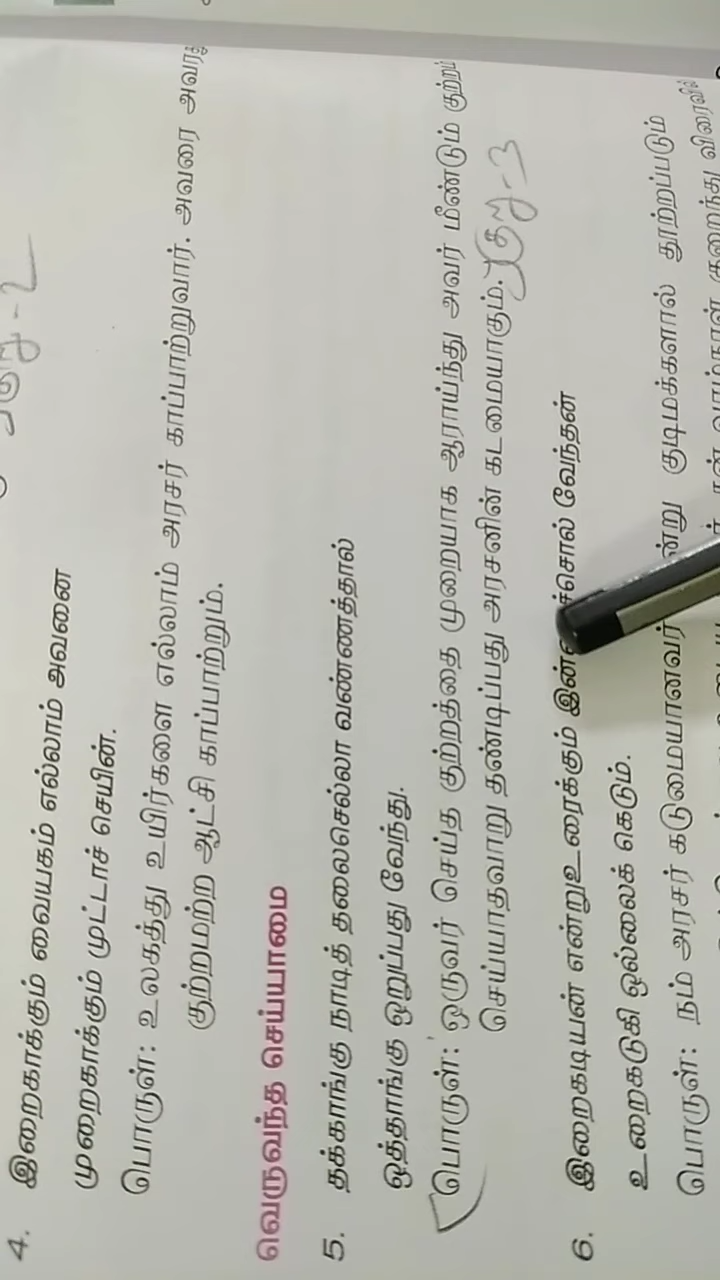 4. இறைகாக்கும் வையகம் எல்லாம் அவனை
முறைகாக்கும் முட்டாச் செயின்.
பொருள்: உலகத்து உயிர்களை எல்லாம் அரசர் காப்பாற்றுவார். அவரை அவரது
குற்றமற்ற ஆட்சி காப்பாற்றும்.
வெருவந்த செய்யாமை
5. தக்காங்கு நாடித் தலைசெல்லா வண்ணத்தால்
ஒத்தாங்கு ஒறுப்பது வேந்து.
பொருள்: ஒருவர் செய்த குற்றத்தை முறையாக ஆராய்ந்து அவர் மீண்டும் குற்றம்
செய்யாதவாறு தண்டிப்பது அரசனின் கடமையாகும்.
6. இறைகடியன் என்றுஉரைக்கும் வேந்தன்
உறைகடுகி ஒல்லைக் கெடும்.
பொருள்: நம் அரசர் கடுமையானவர் குடிமக்களால் தூற்றப்படும்
குறைந்து விரைவில்